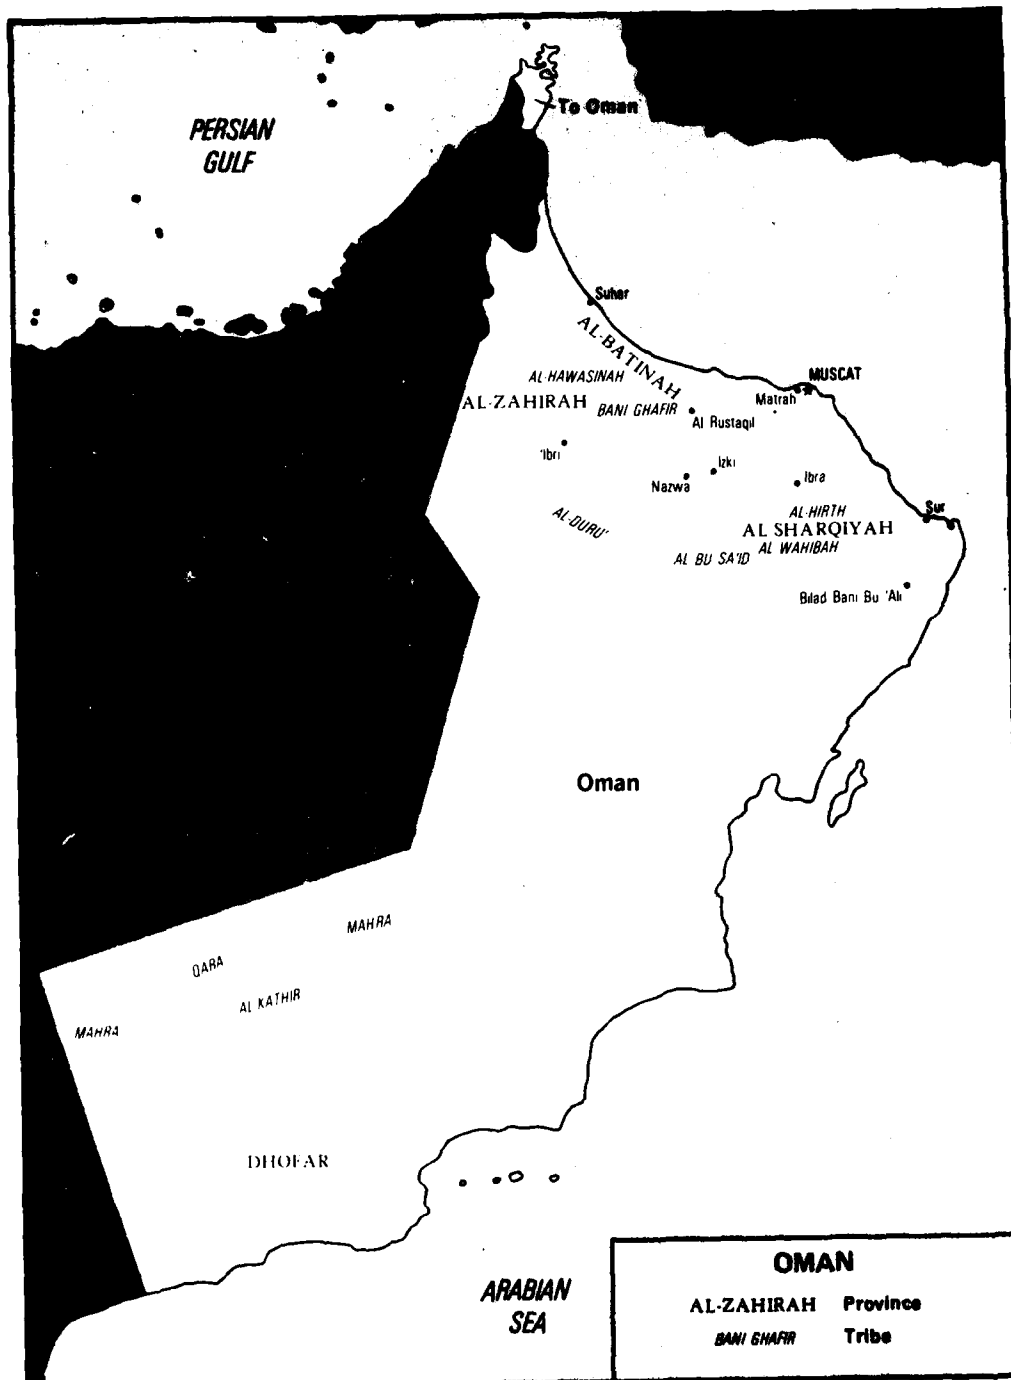 To Oman
PERSIAN
GULF
Suhar
AL-BATINAH
AL-HAWASINAH
MUSCAT
AL-ZAHIRAH
BANI GHAFIR
Matrah
Al Rustaqil
'Ibri
Izki
Nazwa
Ibra
AL-DURU'
AL-HIRTH
Sur
AL SHARQIYAH
AL BU SA'ID
AL WAHIBAH
Bilad Bani Bu 'Ali
Oman
MAHRA
QARA
AL KATHIR
MAHRA
DHOFAR
ARABIAN
SEA
OMAN
AL-ZAHIRAH Province
BANI GHAFIR Tribe